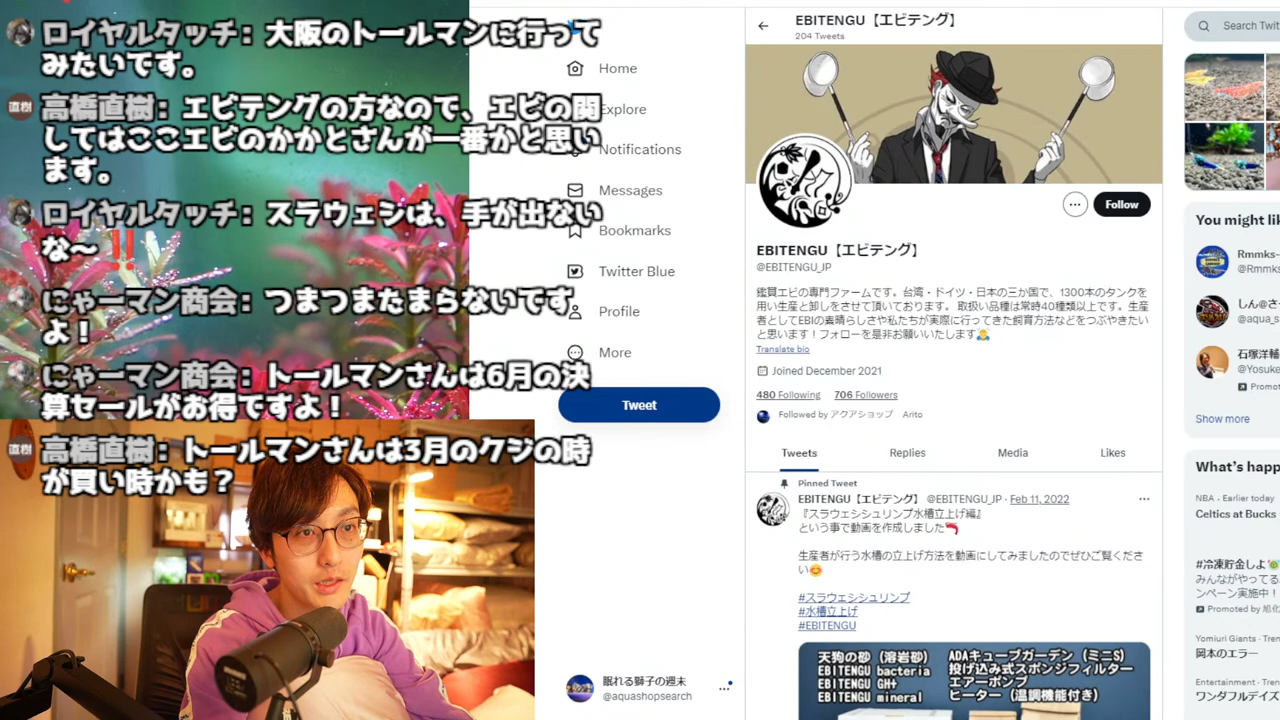 ロイヤルタッチ：大阪のトールマンに行って
みたいです。
高橋直樹：エビテングの方なので、エビの関
してはここエビのかかとさんが一番かと思い
ます。
ロイヤルタッチ：スラウェシは、手が出ない
な〜
にゃーマン商会：つまつまたまらないです
よ！
にゃーマン商会：トールマンさんは6月の決
算セールがお得ですよ！
高橋直樹：トールマンさんは3月のクジの時
が買い時かも？
直樹
直樹
Home
Explore
Notifications
Messages
Bookmarks
Twitter Blue
Profile
More
Tweet
眠れる獅子の週末
@aquashopsearch
EBITENGU【エビテング】
204 Tweets
Follow
EBITENGU【エビテング】
@EBITENGU_JP
鑑賞エビの専門ファームです。台湾・ドイツ・日本の三か国で、1300本のタンクを
用い生産と卸しをさせて頂いております。 取扱い品種は常時40種類以上です。生産
者としてEBIの素晴らしさや私たちが実際に行ってきた飼育方法などをつぶやきたい
と思います！フォローを是非お願いいたします🙇
Translate bio
Joined December 2021
480 Following 706 Followers
Followed by アクアショップ Arito
Tweets Replies Media Likes
Pinned Tweet
EBITENGU【エビテング】 @EBITENGU_JP · Feb 11, 2022
『スラウェシシュリンプ水槽立上げ編』
という事で動画を作成しました🦐
生産者が行う水槽の立上げ方法を動画にしてみましたのでぜひご覧くださ
い😊
#スラウェシシュリンプ
#水槽立上げ
#EBITENGU
天狗の砂（溶岩砂） ADAキューブガーデン（ミニS）
EBITENGU bacteria 投げ込み式スポンジフィルター
EBITENGU GH+ エアーポンプ
EBITENGU mineral ヒーター（温調機能付き）
Search Twit
You might lik
Rmmks-
@Rmmks
しん@さ
@aqua_s
石塚洋輔
@Yosuke
Promot
Show more
What's happ
NBA · Earlier today
Celtics at Bucks
#冷凍貯金しよ
みんながやってる
ンペーン実施中！
Promoted by 旭化
Yomiuri Giants · Tren
岡本のエラー
Entertainment · Tren
ワンダフルデイズ